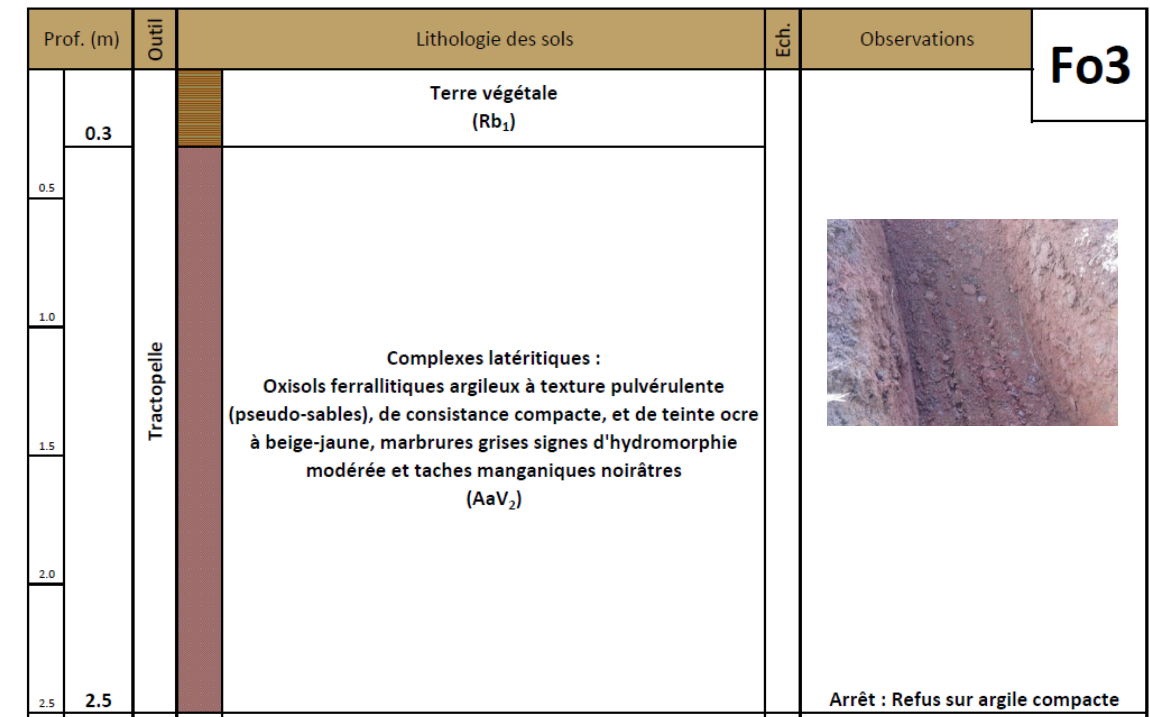 Prof. (m)
Outil
Lithologie des sols
Ech.
Observations
Fo3
Terre végétale
(Rb₁)
0.3
0.5
1.0
Tractopelle
Complexes latéritiques :
Oxisols ferrallitiques argileux à texture pulvérulente
(pseudo-sables), de consistance compacte, et de teinte ocre
à beige-jaune, marbrures grises signes d'hydromorphie
modérée et taches manganiques noirâtres
(AaV₂)
1.5
2.0
2.5
2.5
Arrêt : Refus sur argile compacte